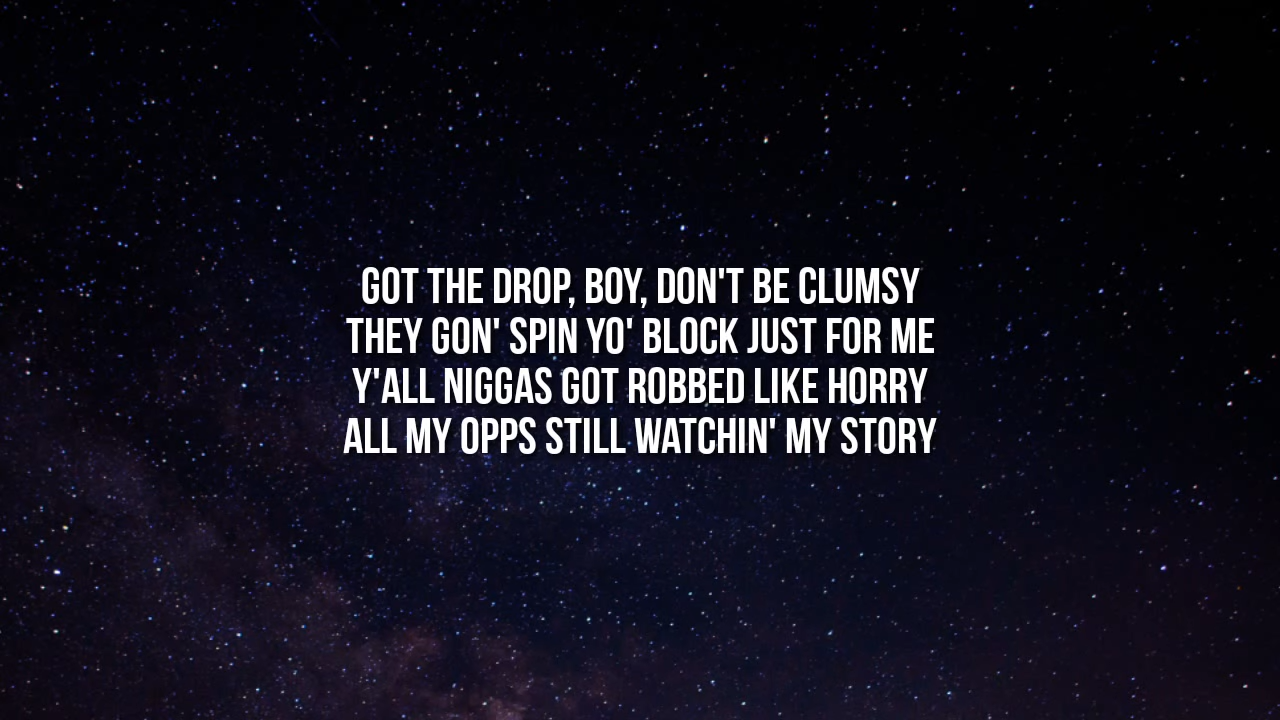 GOT THE DROP, BOY, DON'T BE CLUMSY
THEY GON' SPIN YO' BLOCK JUST FOR ME
Y'ALL NIGGAS GOT ROBBED LIKE HORRY
ALL MY OPPS STILL WATCHIN' MY STORY